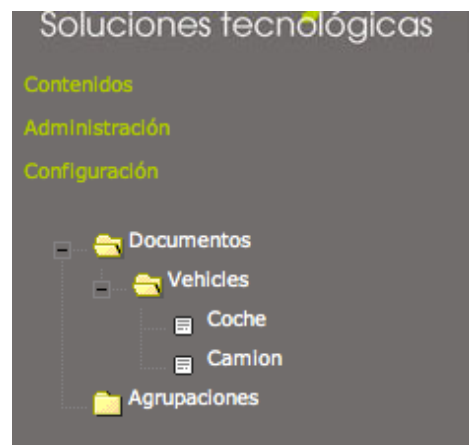 Soluciones tecnológicas
Contenidos
Administración
Configuración
Documentos
Vehicles
Coche
Camion
Agrupaciones